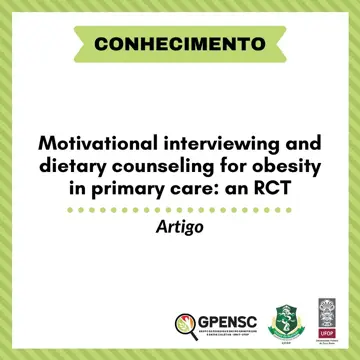 CONHECIMENTO
Motivational interviewing and
dietary counseling for obesity
in primary care: an RCT
Artigo
GPENSC
UFOP